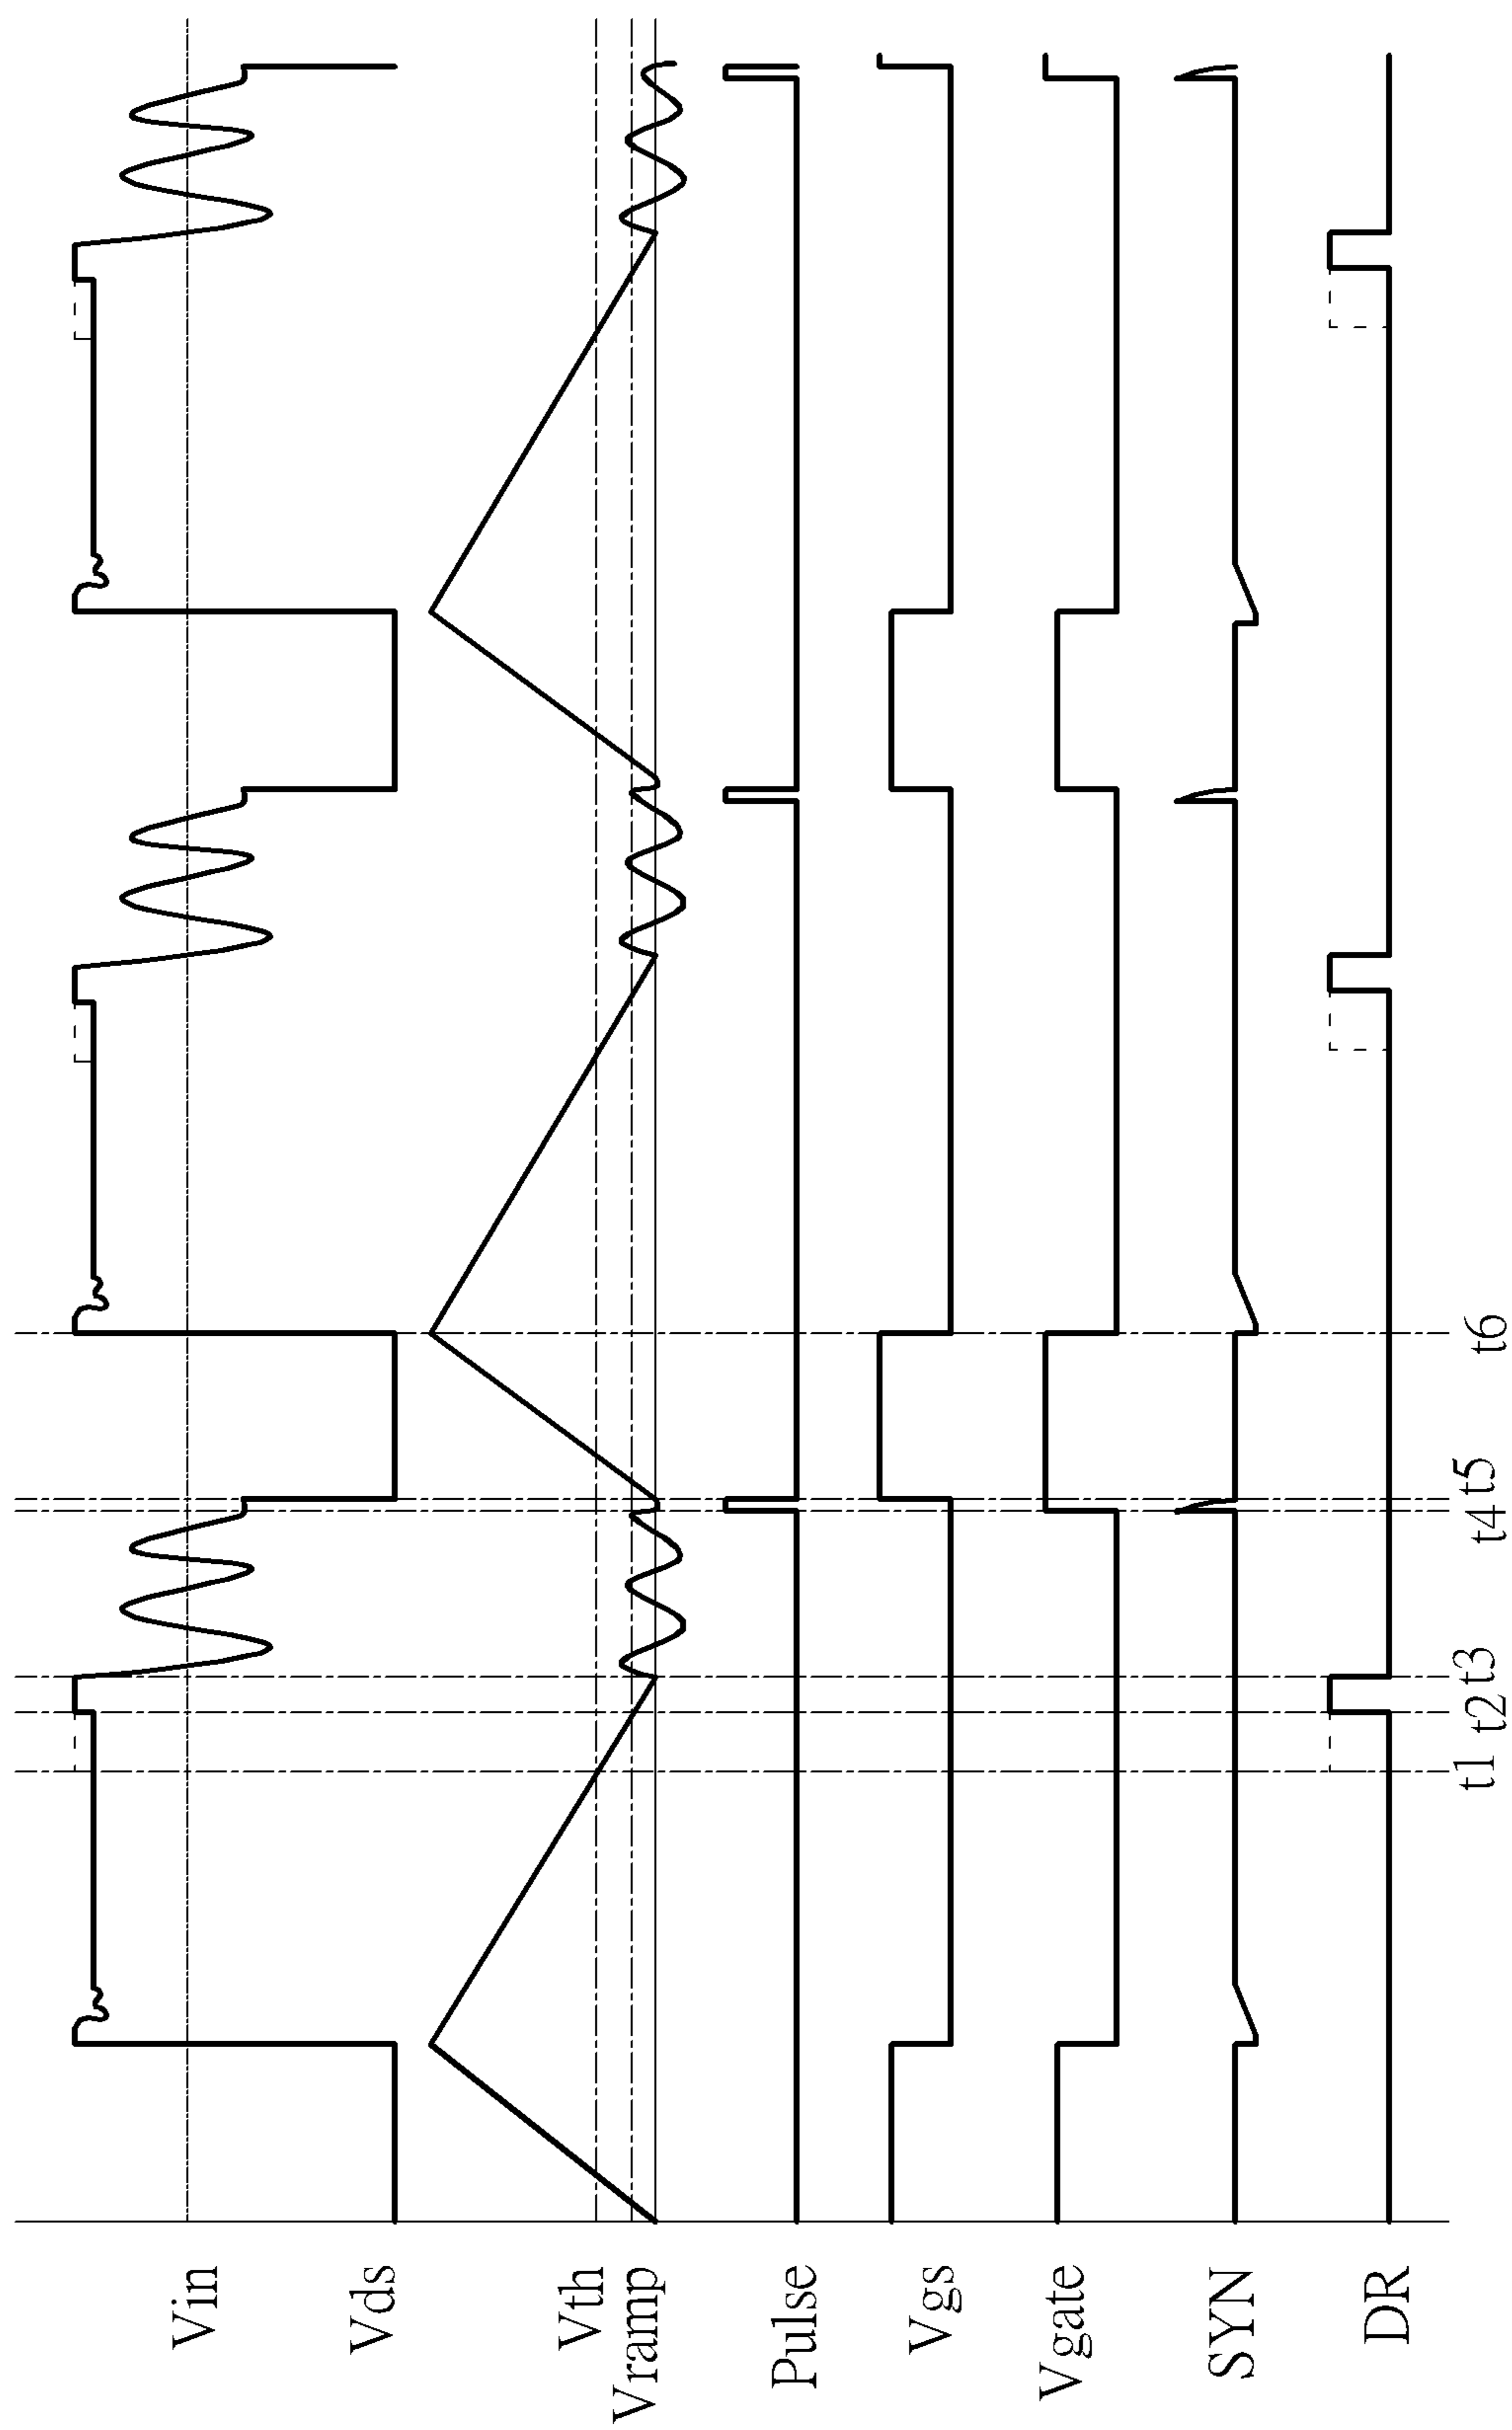 Vin
Vds
Vth
Vramp
Pulse
Vgs
Vgate
SYN
DR
t1 t2 t3 t4 t5 t6